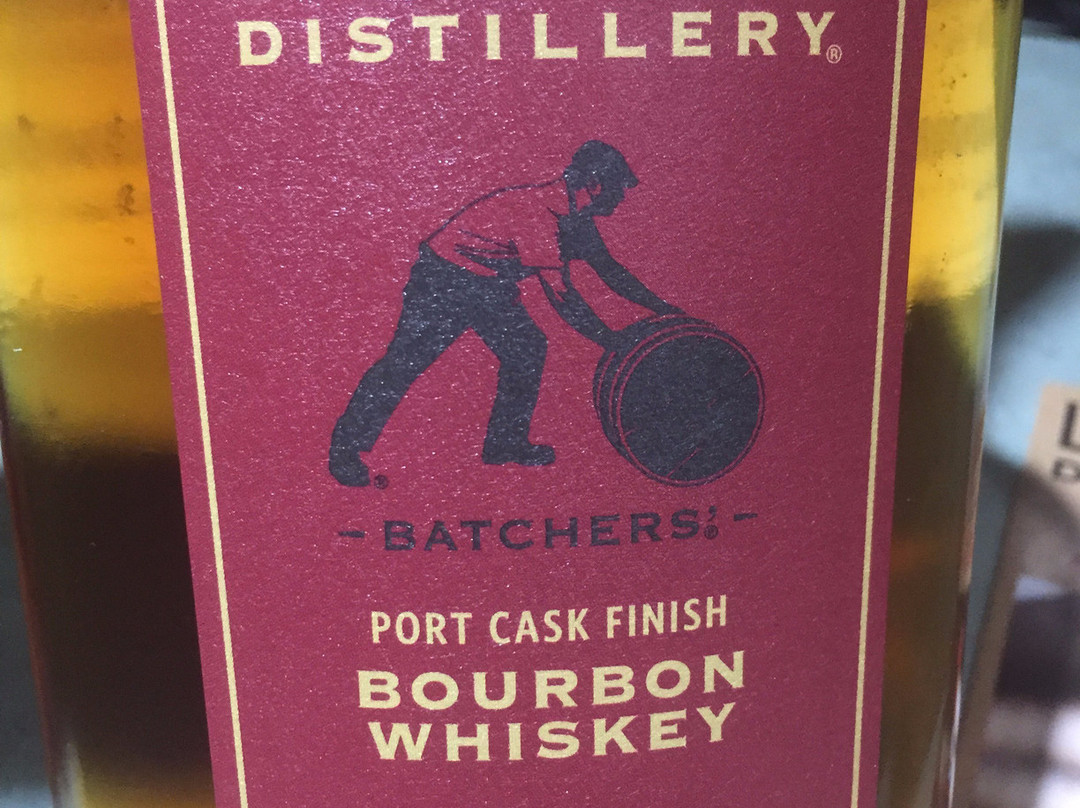 DISTILLERY®
®
-BATCHERS'®-
PORT CASK FINISH
BOURBON
WHISKEY